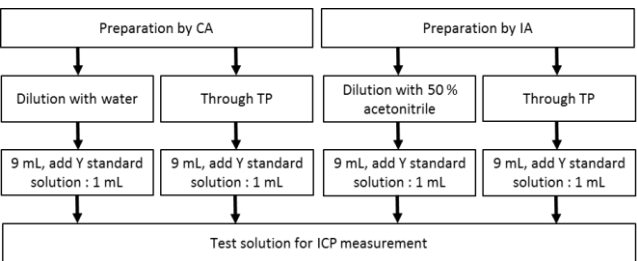 Preparation by CA
Preparation by IA
Dilution with water
Through TP
Dilution with 50 %
acetonitrile
Through TP
9 mL, add Y standard
solution : 1 mL
9 mL, add Y standard
solution : 1 mL
9 mL, add Y standard
solution : 1 mL
9 mL, add Y standard
solution : 1 mL
Test solution for ICP measurement